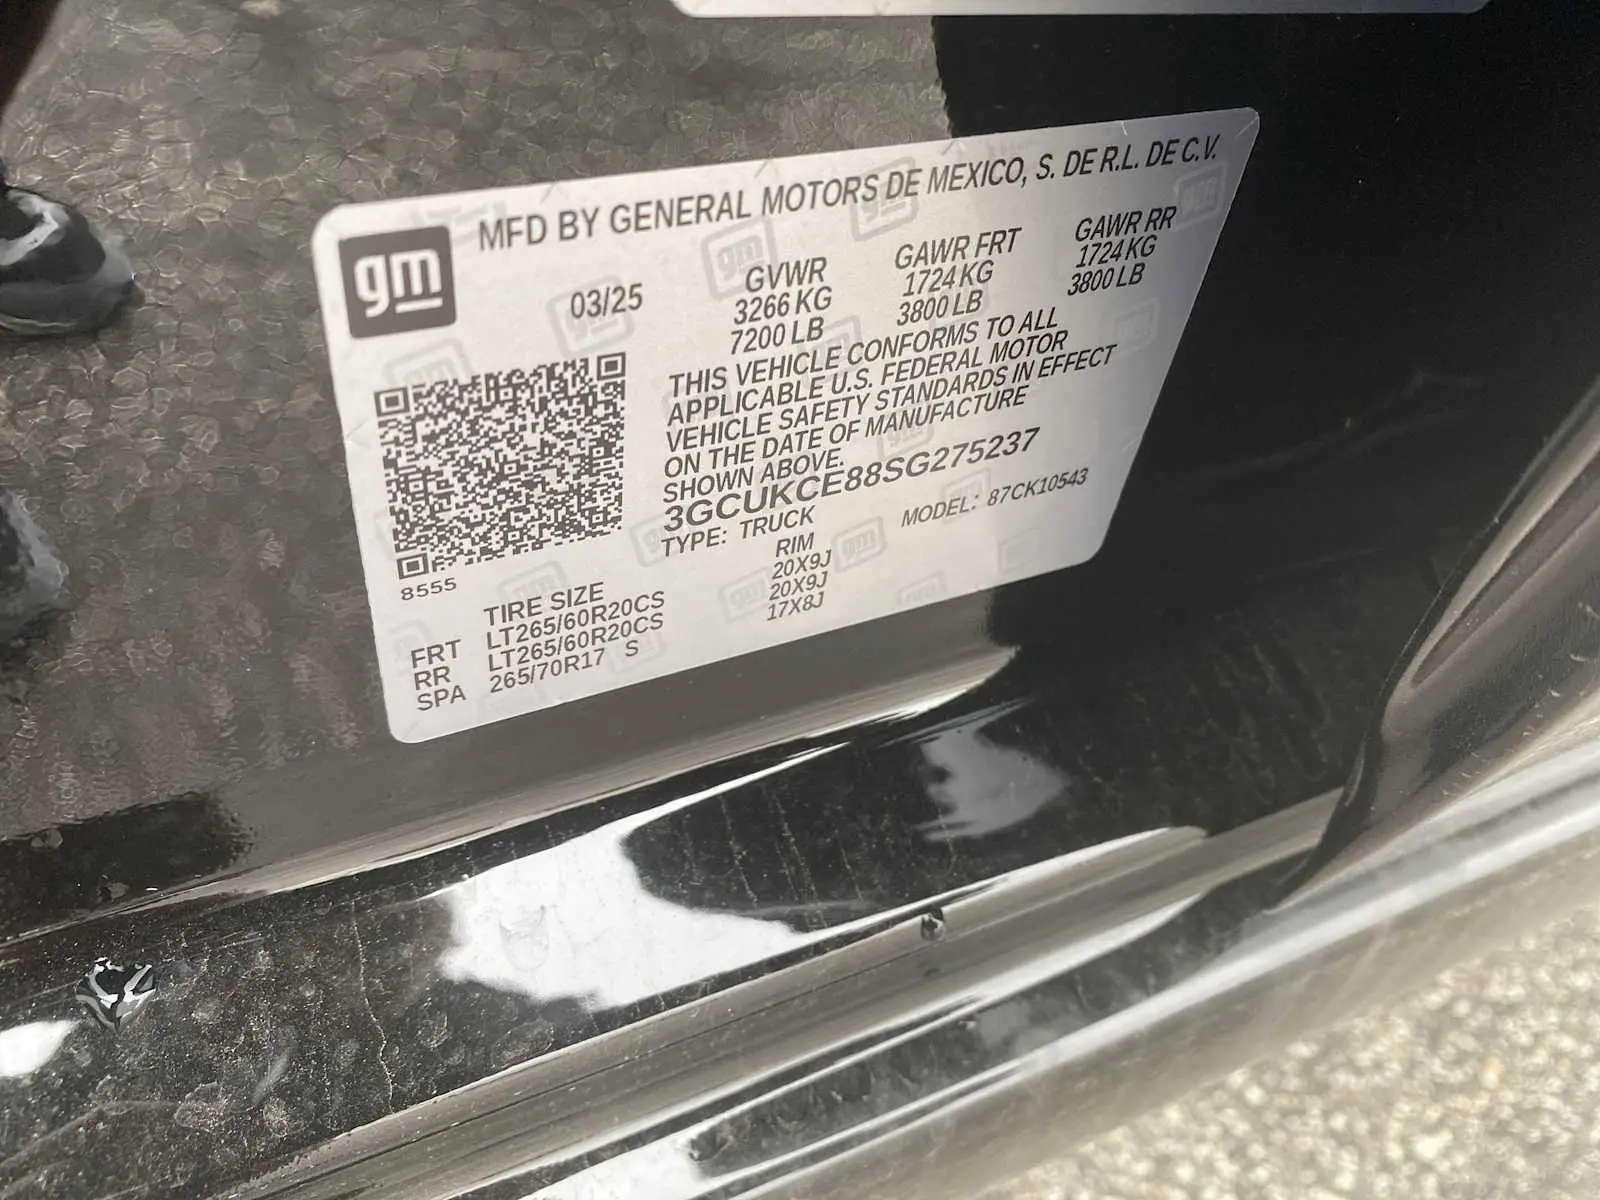 MFD BY GENERAL MOTORS DE MEXICO, S. DE R.L. DE C.V.
gm
03/25
GVWR
3266 KG
7200 LB
GAWR FRT
1724 KG
3800 LB
GAWR RR
1724 KG
3800 LB
THIS VEHICLE CONFORMS TO ALL
APPLICABLE U.S. FEDERAL MOTOR
VEHICLE SAFETY STANDARDS IN EFFECT
ON THE DATE OF MANUFACTURE
SHOWN ABOVE.
3GCUKCE88SG275237
TYPE: TRUCK MODEL: 87CK10543
8555
TIRE SIZE RIM
FRT LT265/60R20CS 20X9J
RR LT265/60R20CS 20X9J
SPA 265/70R17 S 17X8J